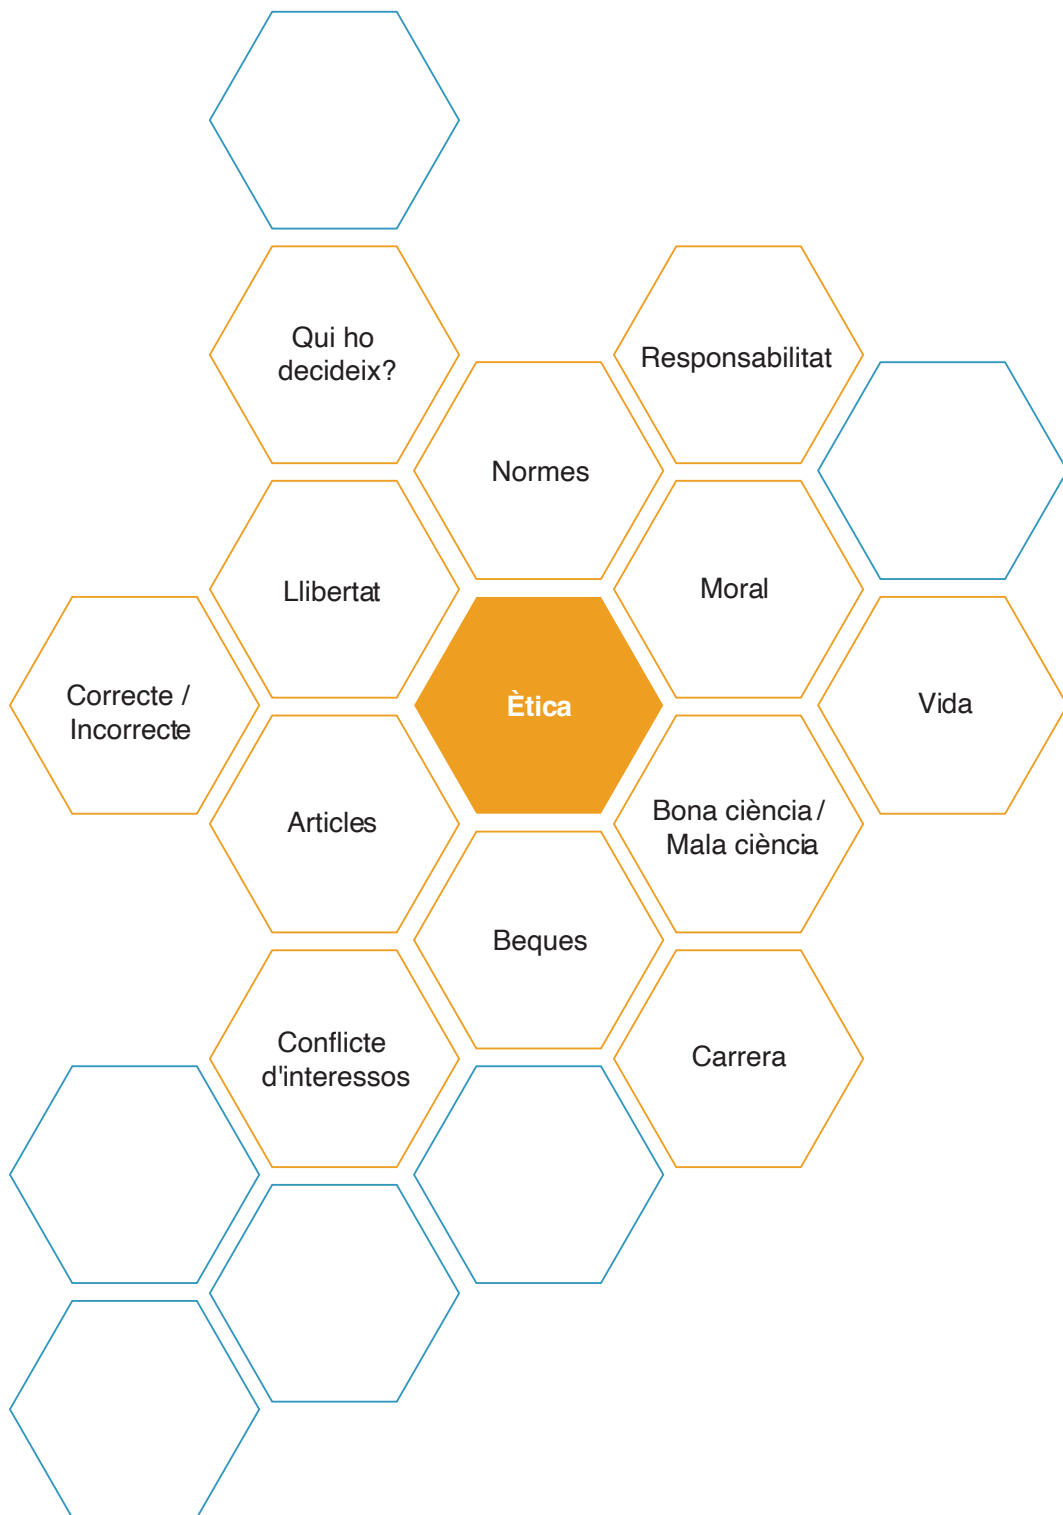 Qui ho
decideix?
Responsabilitat
Normes
Llibertat
Moral
Correcte /
Incorrecte
Ètica
Vida
Articles
Bona ciència /
Mala ciència
Beques
Conflicte
d'interessos
Carrera